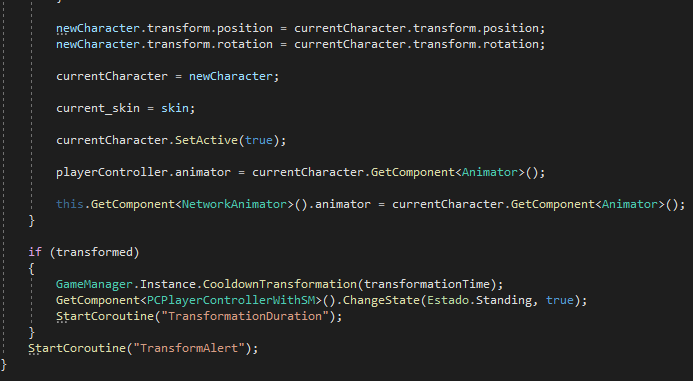 newCharacter.transform.position = currentCharacter.transform.position;
newCharacter.transform.rotation = currentCharacter.transform.rotation;
currentCharacter = newCharacter;
current_skin = skin;
currentCharacter.SetActive(true);
playerController.animator = currentCharacter.GetComponent<Animator>();
this.GetComponent<NetworkAnimator>().animator = currentCharacter.GetComponent<Animator>();
}
if (transformed)
{
GameManager.Instance.CooldownTransformation(transformationTime);
GetComponent<PCPlayerControllerWithSM>().ChangeState(Estado.Standing, true);
StartCoroutine("TransformationDuration");
}
StartCoroutine("TransformAlert");
}